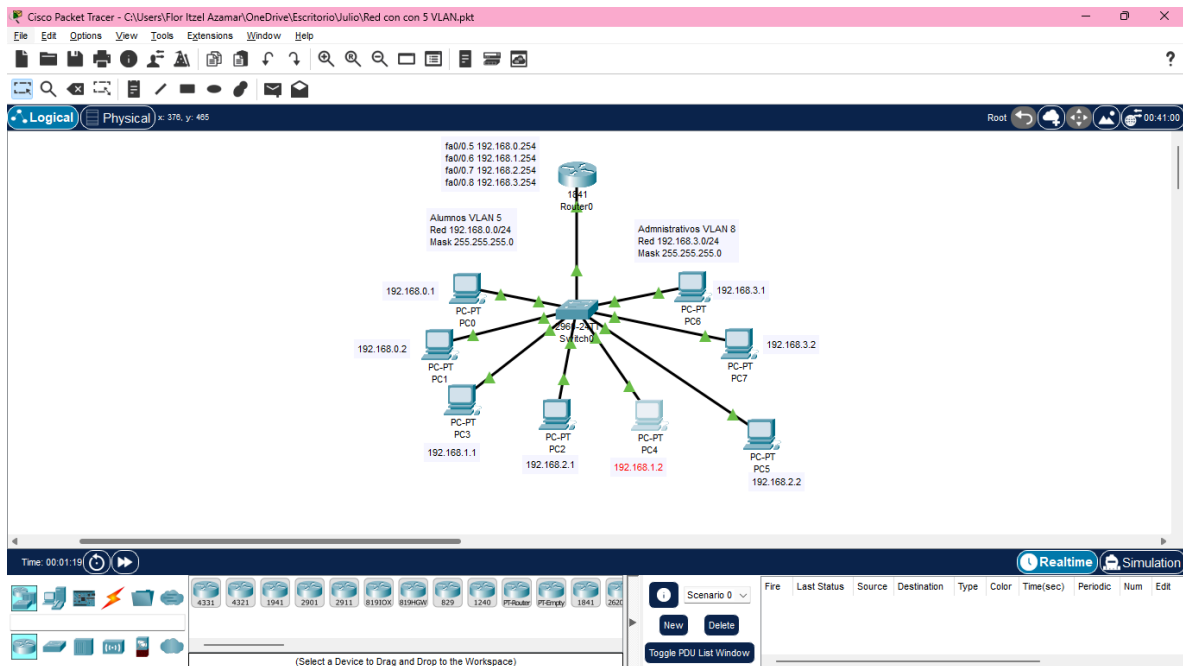 Cisco Packet Tracer - C:\Users\Flor Itzel Azamar\OneDrive\Escritorio\Julio\Red con con 5 VLAN.pkt
File Edit Options View Tools Extensions Window Help
?
Logical Physical x: 376, y: 465 Root 00:41:00
fa0/0.5 192.168.0.254
fa0/0.6 192.168.1.254
fa0/0.7 192.168.2.254
fa0/0.8 192.168.3.254
1841
Router0
Alumnos VLAN 5
Red 192.168.0.0/24
Mask 255.255.255.0
Admnistrativos VLAN 8
Red 192.168.3.0/24
Mask 255.255.255.0
192.168.0.1
PC-PT
PC0
192.168.3.1
PC-PT
PC6
2960-24TT
Switch0
192.168.0.2
PC-PT
PC1
192.168.3.2
PC-PT
PC7
PC-PT
PC3
192.168.1.1
PC-PT
PC2
192.168.2.1
PC-PT
PC4
192.168.1.2
PC-PT
PC5
192.168.2.2
Time: 00:01:19 Realtime Simulation
4331 4321 1941 2901 2911 819IOX 819HGW 829 1240 PT-Router PT-Empty 1841 2620
(Select a Device to Drag and Drop to the Workspace)
Scenario 0
New Delete
Toggle PDU List Window
Fire Last Status Source Destination Type Color Time(sec) Periodic Num Edit